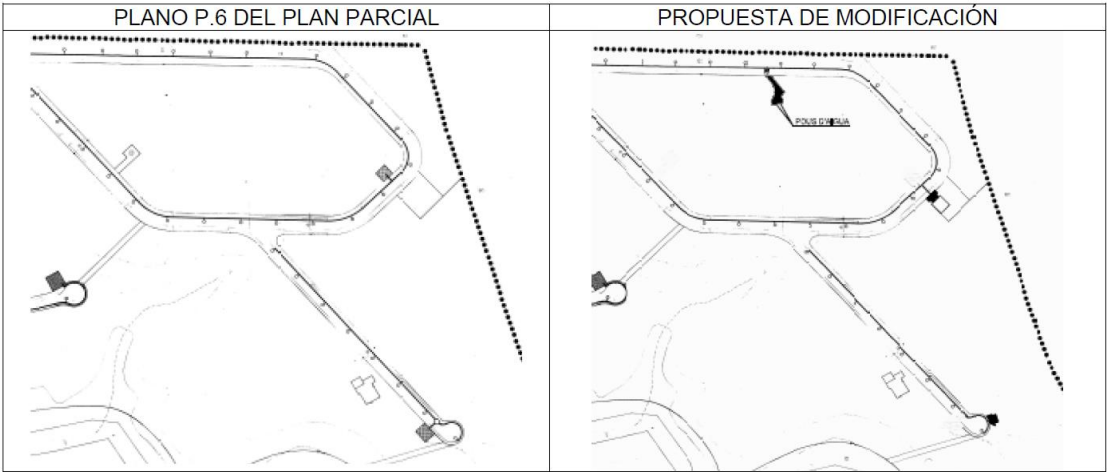 PLANO P.6 DEL PLAN PARCIAL
PROPUESTA DE MODIFICACIÓN
POUS D'AIGUA